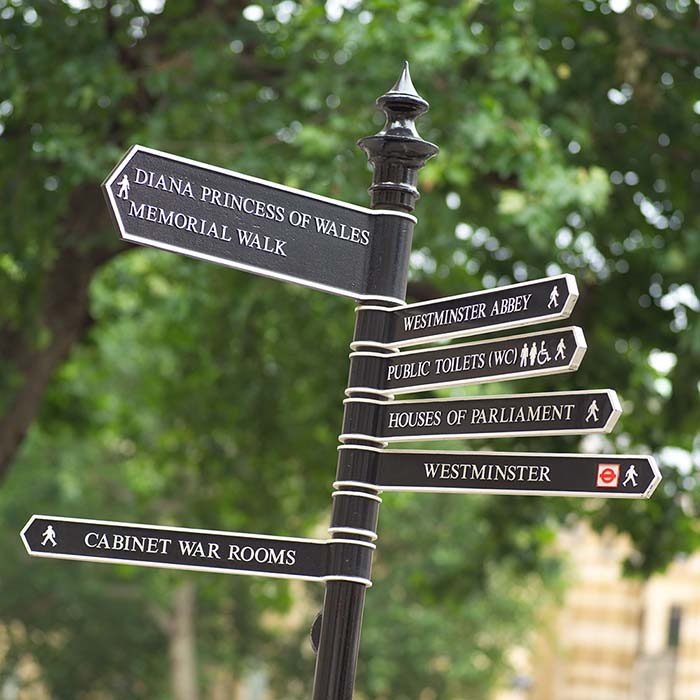 DIANA PRINCESS OF WALES
MEMORIAL WALK
WESTMINSTER ABBEY
PUBLIC TOILETS (WC)
HOUSES OF PARLIAMENT
WESTMINSTER
CABINET WAR ROOMS